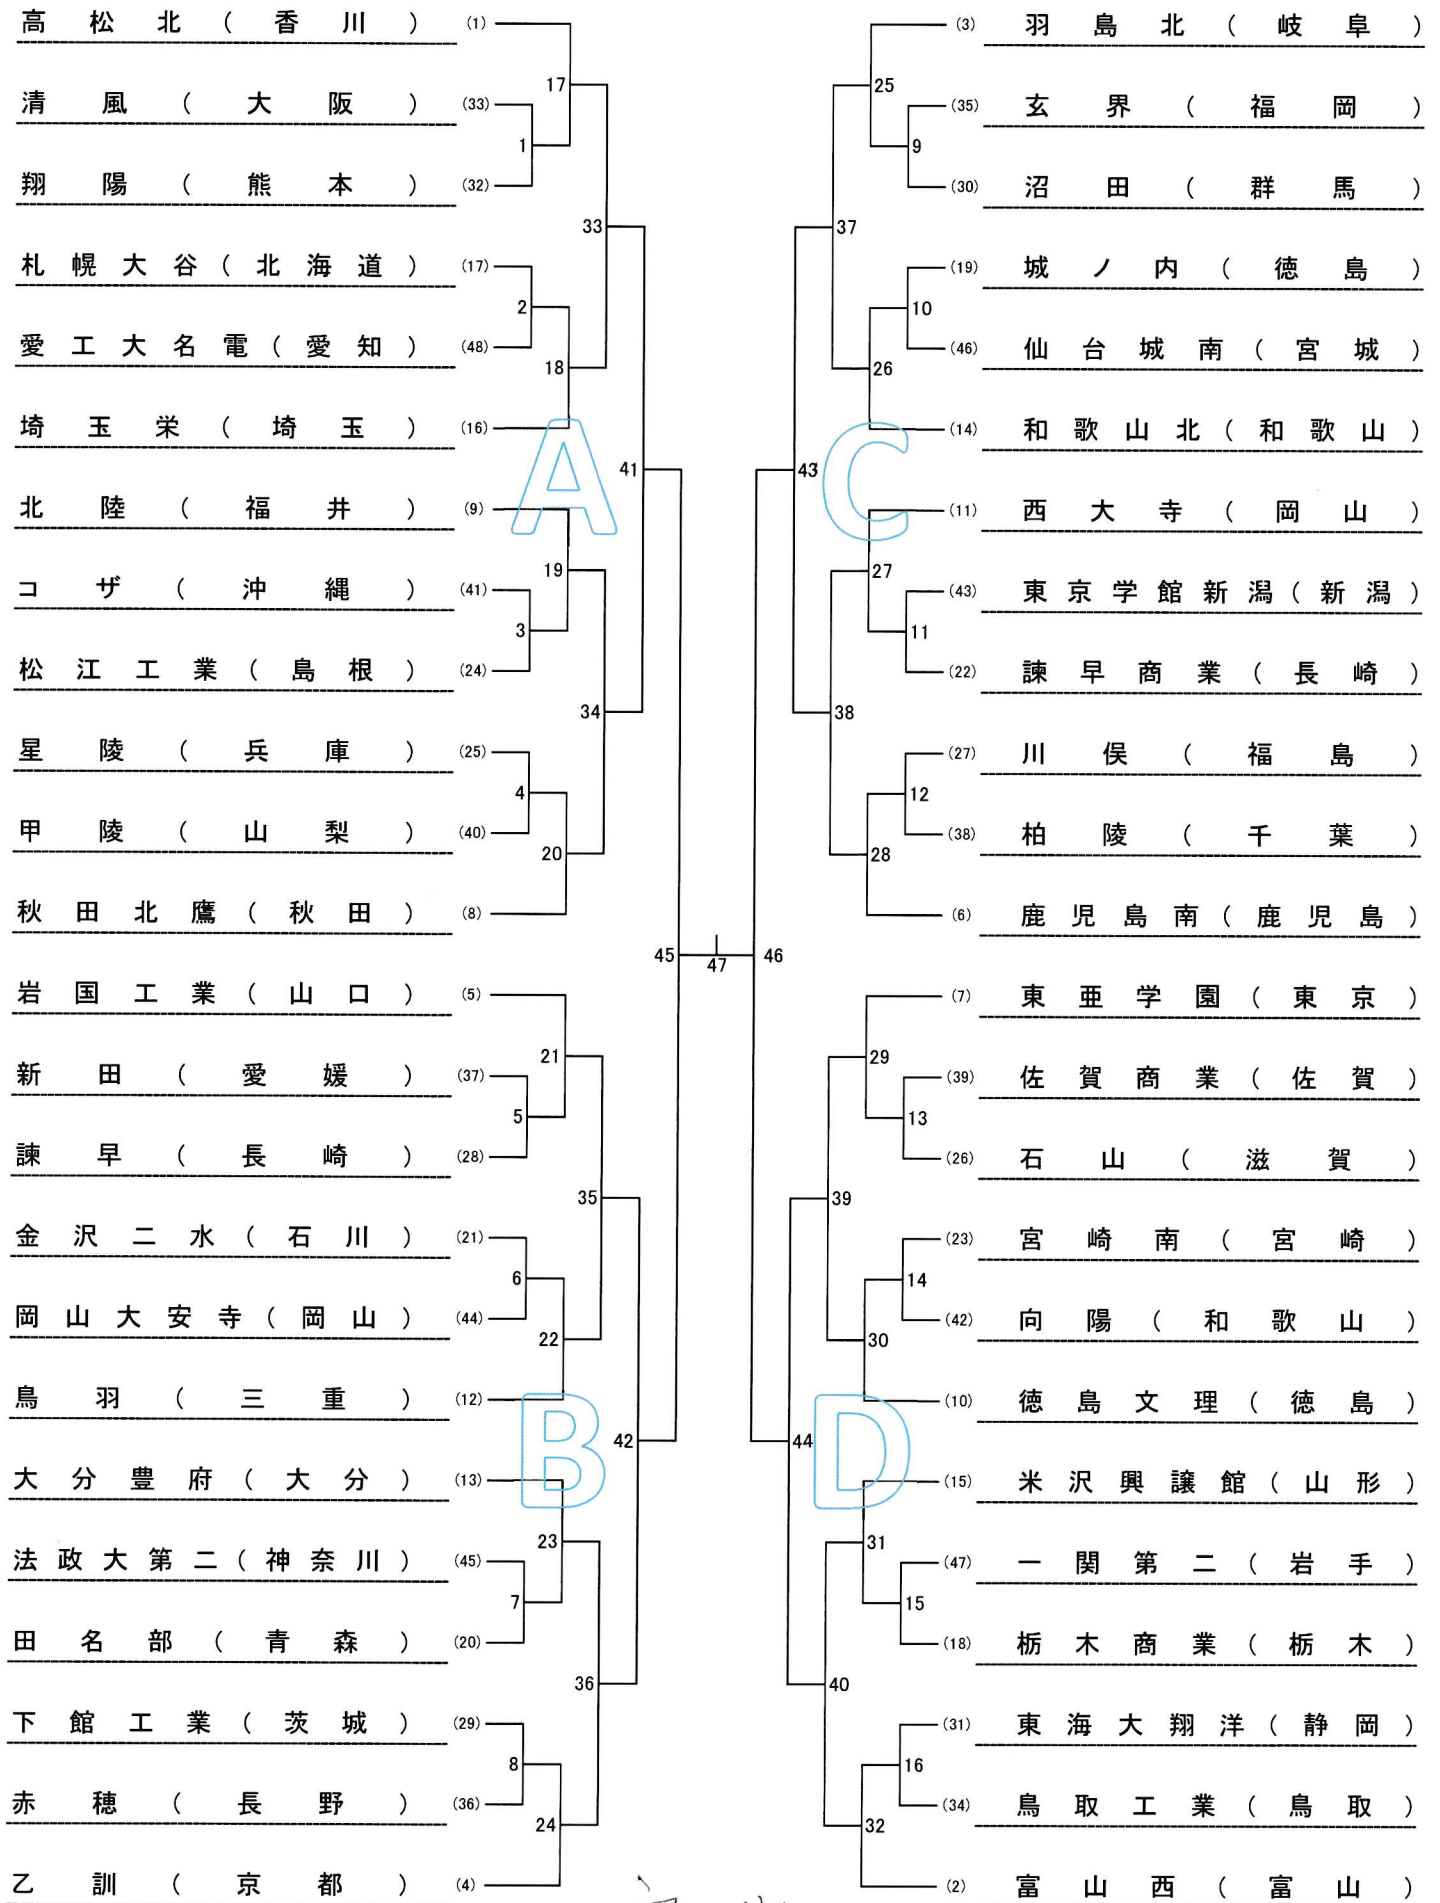 高松北(香川) (1)
清風(大阪) (33)
翔陽(熊本) (32)
札幌大谷(北海道) (17)
愛工大名電(愛知) (48)
埼玉栄(埼玉) (16)
北陸(福井) (9)
コザ(沖縄) (41)
松江工業(島根) (24)
星陵(兵庫) (25)
甲陵(山梨) (40)
秋田北鷹(秋田) (8)
岩国工業(山口) (5)
新田(愛媛) (37)
諫早(長崎) (28)
金沢二水(石川) (21)
岡山大安寺(岡山) (44)
鳥羽(三重) (12)
大分豊府(大分) (13)
法政大第二(神奈川) (45)
田名部(青森) (20)
下館工業(茨城) (29)
赤穂(長野) (36)
乙訓(京都) (4)
17
1
33
2
18
A
41
19
3
34
4
20
45
21
5
35
6
22
B
42
23
7
36
8
24
47
46
25
9
37
10
26
C
43
27
11
38
12
28
29
13
39
14
30
D
44
31
15
40
16
32
(3) 羽島北(岐阜)
(35) 玄界(福岡)
(30) 沼田(群馬)
(19) 城ノ内(徳島)
(46) 仙台城南(宮城)
(14) 和歌山北(和歌山)
(11) 西大寺(岡山)
(43) 東京学館新潟(新潟)
(22) 諫早商業(長崎)
(27) 川俣(福島)
(38) 柏陵(千葉)
(6) 鹿児島南(鹿児島)
(7) 東亜学園(東京)
(39) 佐賀商業(佐賀)
(26) 石山(滋賀)
(23) 宮崎南(宮崎)
(42) 向陽(和歌山)
(10) 徳島文理(徳島)
(15) 米沢興譲館(山形)
(47) 一関第二(岩手)
(18) 栃木商業(栃木)
(31) 東海大翔洋(静岡)
(34) 鳥取工業(鳥取)
(2) 富山西(富山)